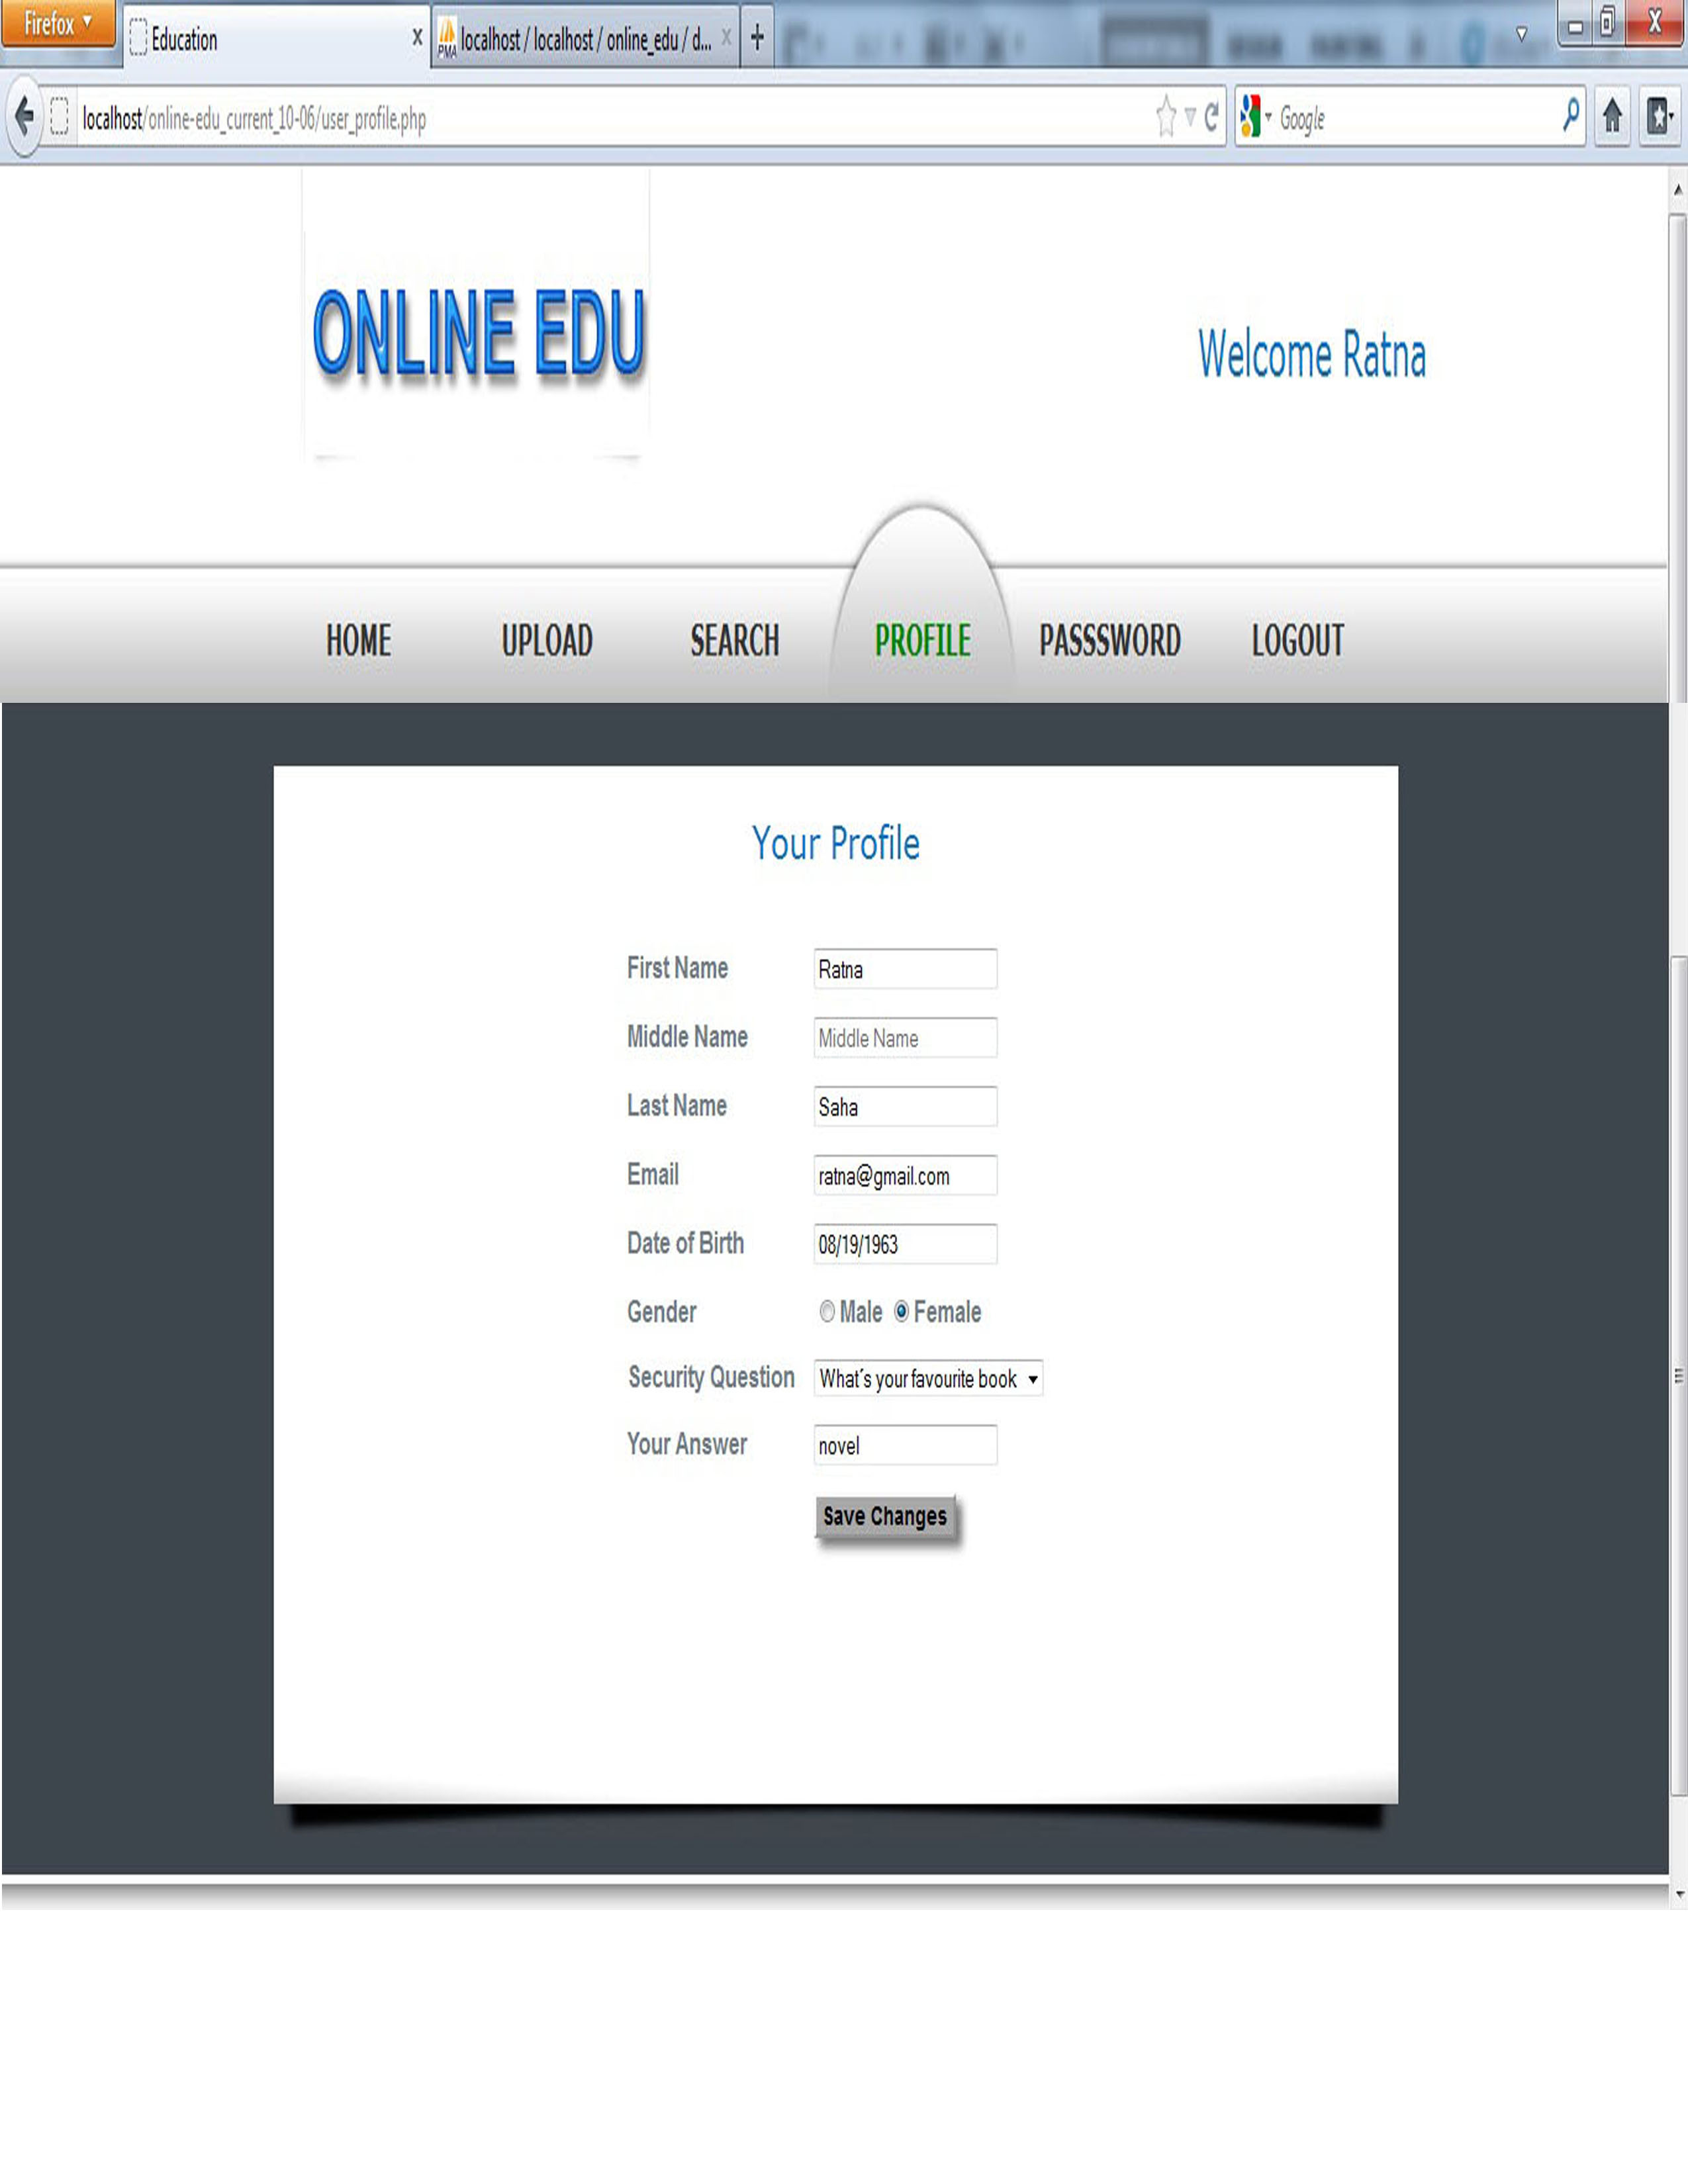 Firefox
Education
localhost / localhost / online_edu / d...
localhost/online-edu_current_10-06/user_profile.php
Google
ONLINE EDU
Welcome Ratna
HOME UPLOAD SEARCH PROFILE PASSSWORD LOGOUT
Your Profile
First Name Ratna
Middle Name Middle Name
Last Name Saha
Email ratna@gmail.com
Date of Birth 08/19/1963
Gender Male Female
Security Question What´s your favourite book
Your Answer novel
Save Changes